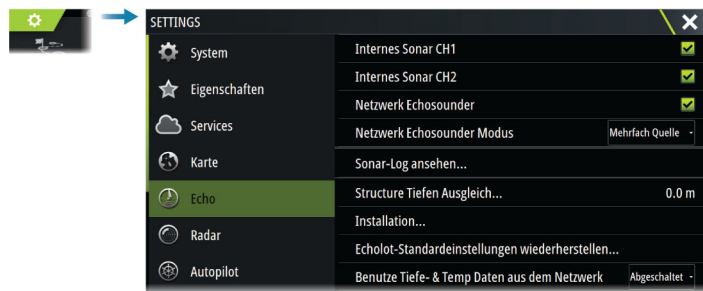 SETTINGS
System
Eigenschaften
Services
Karte
Echo
Radar
Autopilot
Internes Sonar CH1
Internes Sonar CH2
Netzwerk Echosounder
Netzwerk Echosounder Modus Mehrfach Quelle
Sonar-Log ansehen...
Structure Tiefen Ausgleich... 0.0 m
Installation...
Echolot-Standardeinstellungen wiederherstellen...
Benutze Tiefe- & Temp Daten aus dem Netzwerk Abgeschaltet